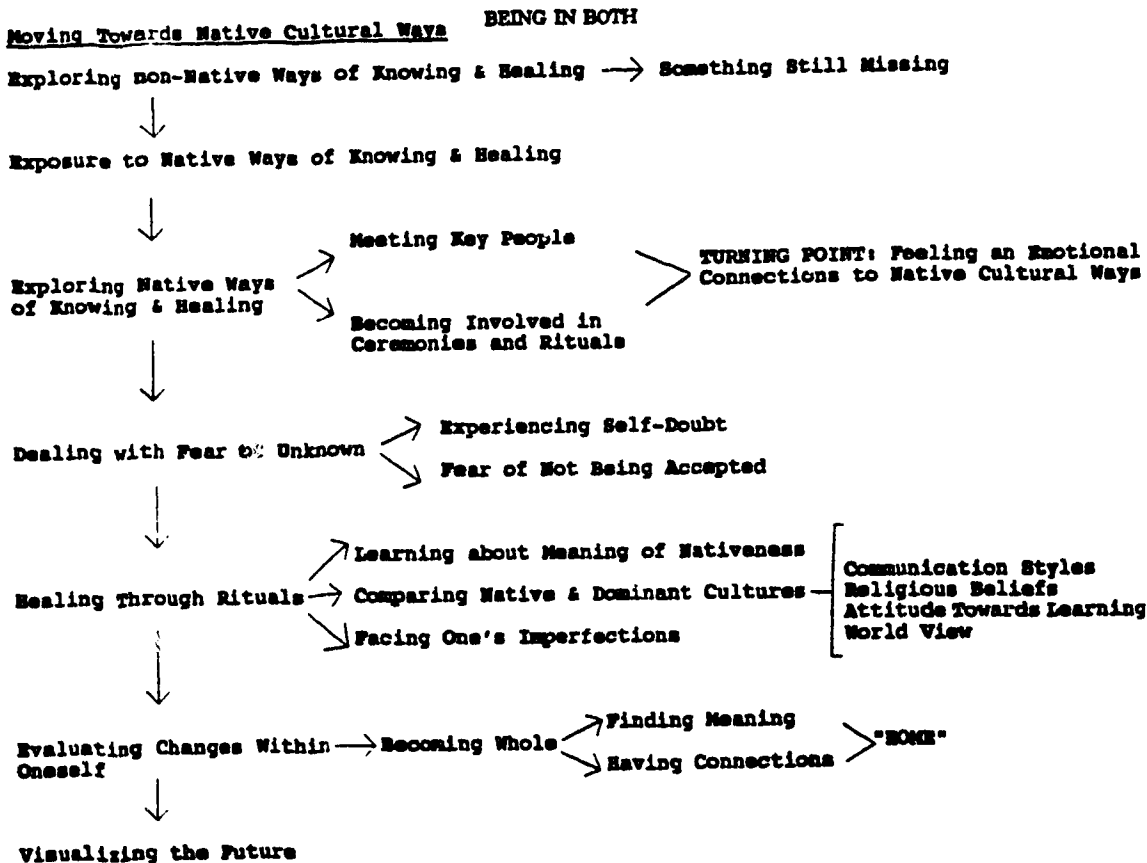 BEING IN BOTH
Moving Towards Native Cultural Ways
Exploring non-Native Ways of Knowing & Healing → Something Still Missing
Exposure to Native Ways of Knowing & Healing
Exploring Native Ways
of Knowing & Healing
Meeting Key People
Becoming Involved in
Ceremonies and Rituals
TURNING POINT: Feeling an Emotional
Connections to Native Cultural Ways
Dealing with Fear of Unknown
Experiencing Self-Doubt
Fear of Not Being Accepted
Healing Through Rituals
Learning about Meaning of Nativeness
Comparing Native & Dominant Cultures
Facing One's Imperfections
Communication Styles
Religious Beliefs
Attitude Towards Learning
World View
Evaluating Changes Within
Oneself
Becoming Whole
Finding Meaning
Having Connections
"HOME"
Visualizing the Future